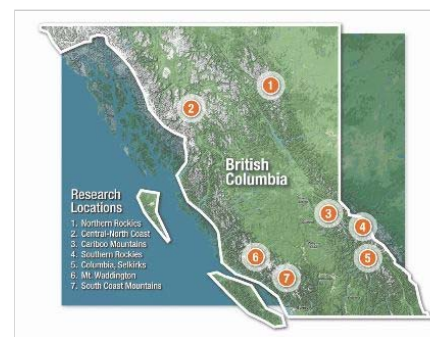 1
2
British
Columbia
Research
Locations
1. Northern Rockies
2. Central-North Coast
3. Cariboo Mountains
4. Southern Rockies
5. Columbia, Selkirks
6. Mt. Waddington
7. South Coast Mountains
3
4
5
6
7